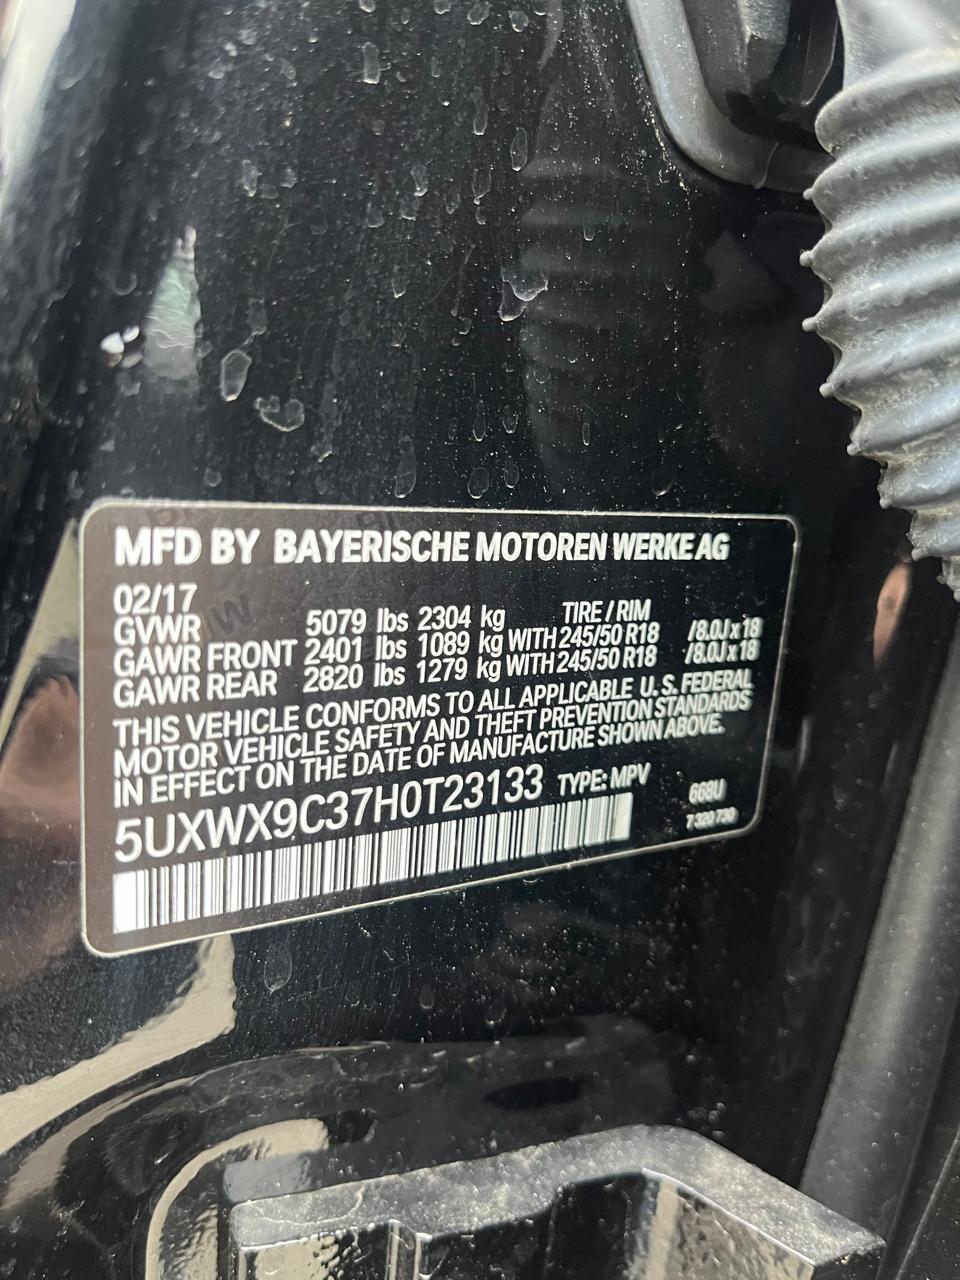 MFD BY BAYERISCHE MOTOREN WERKE AG
02/17
TIRE / RIM
GVWR 5079 lbs 2304 kg
GAWR FRONT 2401 lbs 1089 kg WITH 245/50 R18 /8.0J x 18
GAWR REAR 2820 lbs 1279 kg WITH 245/50 R18 /8.0J x 18
THIS VEHICLE CONFORMS TO ALL APPLICABLE U.S. FEDERAL
MOTOR VEHICLE SAFETY AND THEFT PREVENTION STANDARDS
IN EFFECT ON THE DATE OF MANUFACTURE SHOWN ABOVE.
5UXWX9C37H0T23133 TYPE: MPV 668U
7 320 730